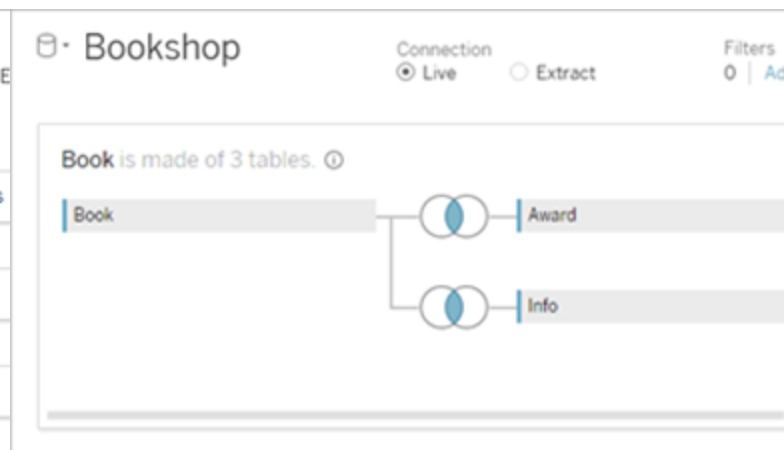 Bookshop
Connection
Live
Extract
Filters
0
E
Book is made of 3 tables.
s
Book
Award
Info